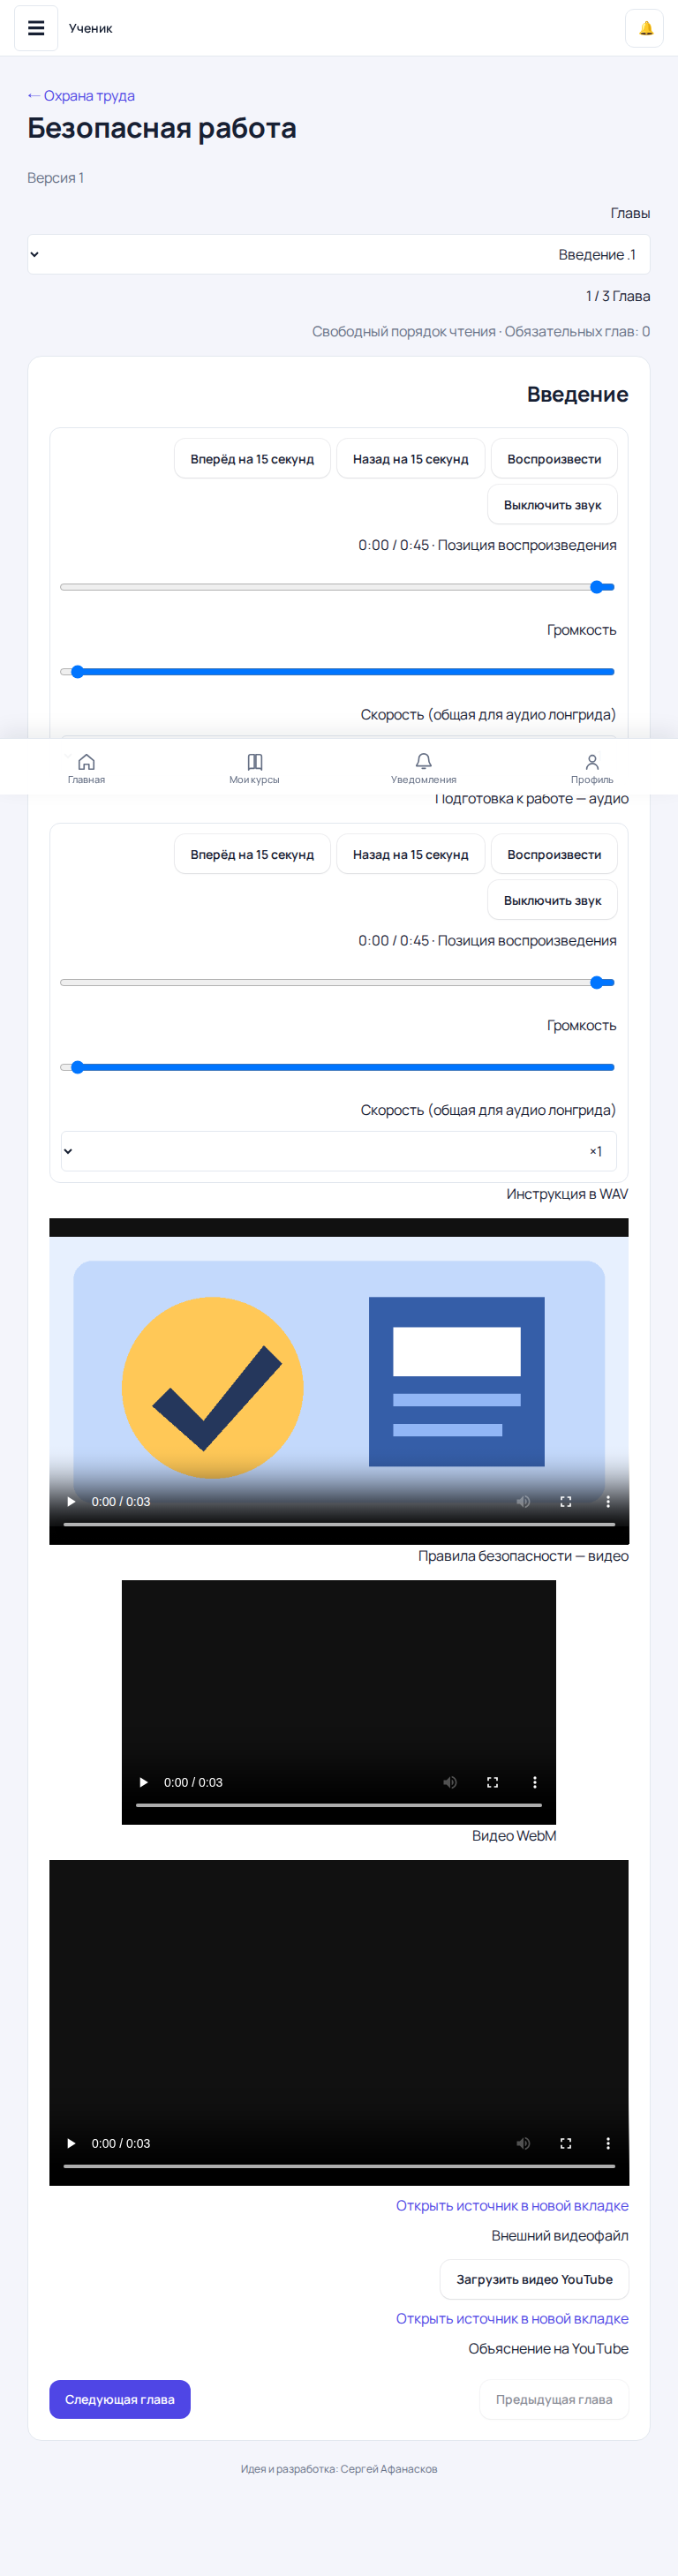 ☰ Ученик
← Охрана труда
Безопасная работа
Версия 1
Главы
Введение .1
1 / 3 Глава
Свободный порядок чтения · Обязательных глав: 0
Введение
Вперёд на 15 секунд Назад на 15 секунд Воспроизвести
Выключить звук
0:00 / 0:45 · Позиция воспроизведения
Громкость
Скорость (общая для аудио лонгрида)
Главная Мои курсы Уведомления Профиль
Подготовка к работе — аудио
Вперёд на 15 секунд Назад на 15 секунд Воспроизвести
Выключить звук
0:00 / 0:45 · Позиция воспроизведения
Громкость
Скорость (общая для аудио лонгрида)
×1
Инструкция в WAV
0:00 / 0:03
Правила безопасности — видео
0:00 / 0:03
Видео WebM
0:00 / 0:03
Открыть источник в новой вкладке
Внешний видеофайл
Загрузить видео YouTube
Открыть источник в новой вкладке
Объяснение на YouTube
Следующая глава Предыдущая глава
Идея и разработка: Сергей Афанасков